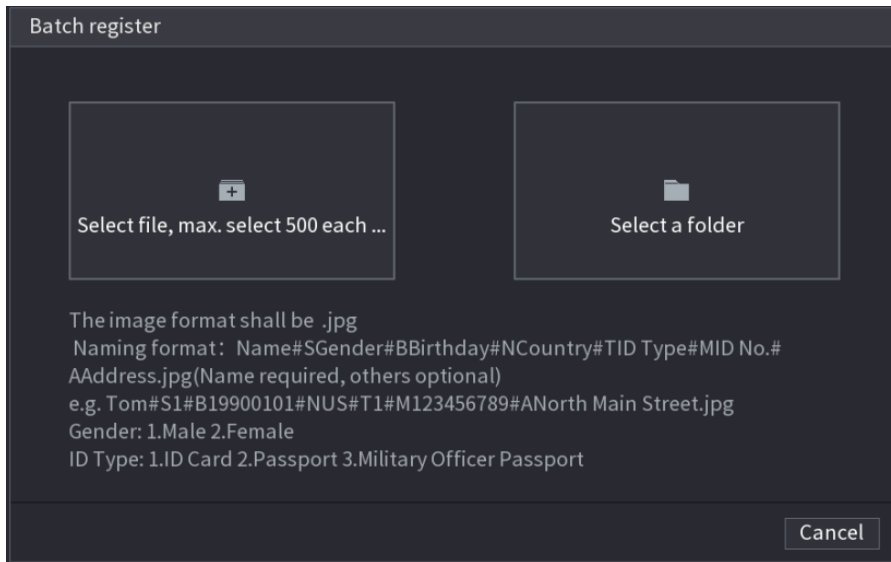 Batch register
Select file, max. select 500 each ...
Select a folder
The image format shall be .jpg
Naming format: Name#SGender#BBirthday#NCountry#TID Type#MID No.#
AAddress.jpg(Name required, others optional)
e.g. Tom#S1#B19900101#NUS#T1#M123456789#ANorth Main Street.jpg
Gender: 1.Male 2.Female
ID Type: 1.ID Card 2.Passport 3.Military Officer Passport
Cancel